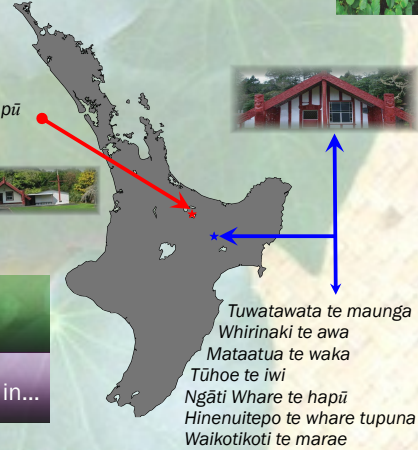 pū
in...
Tuwatawata te maunga
Whirinaki te awa
Mataatua te waka
Tūhoe te iwi
Ngāti Whare te hapū
Hinenuitepo te whare tupuna
Waikotikoti te marae